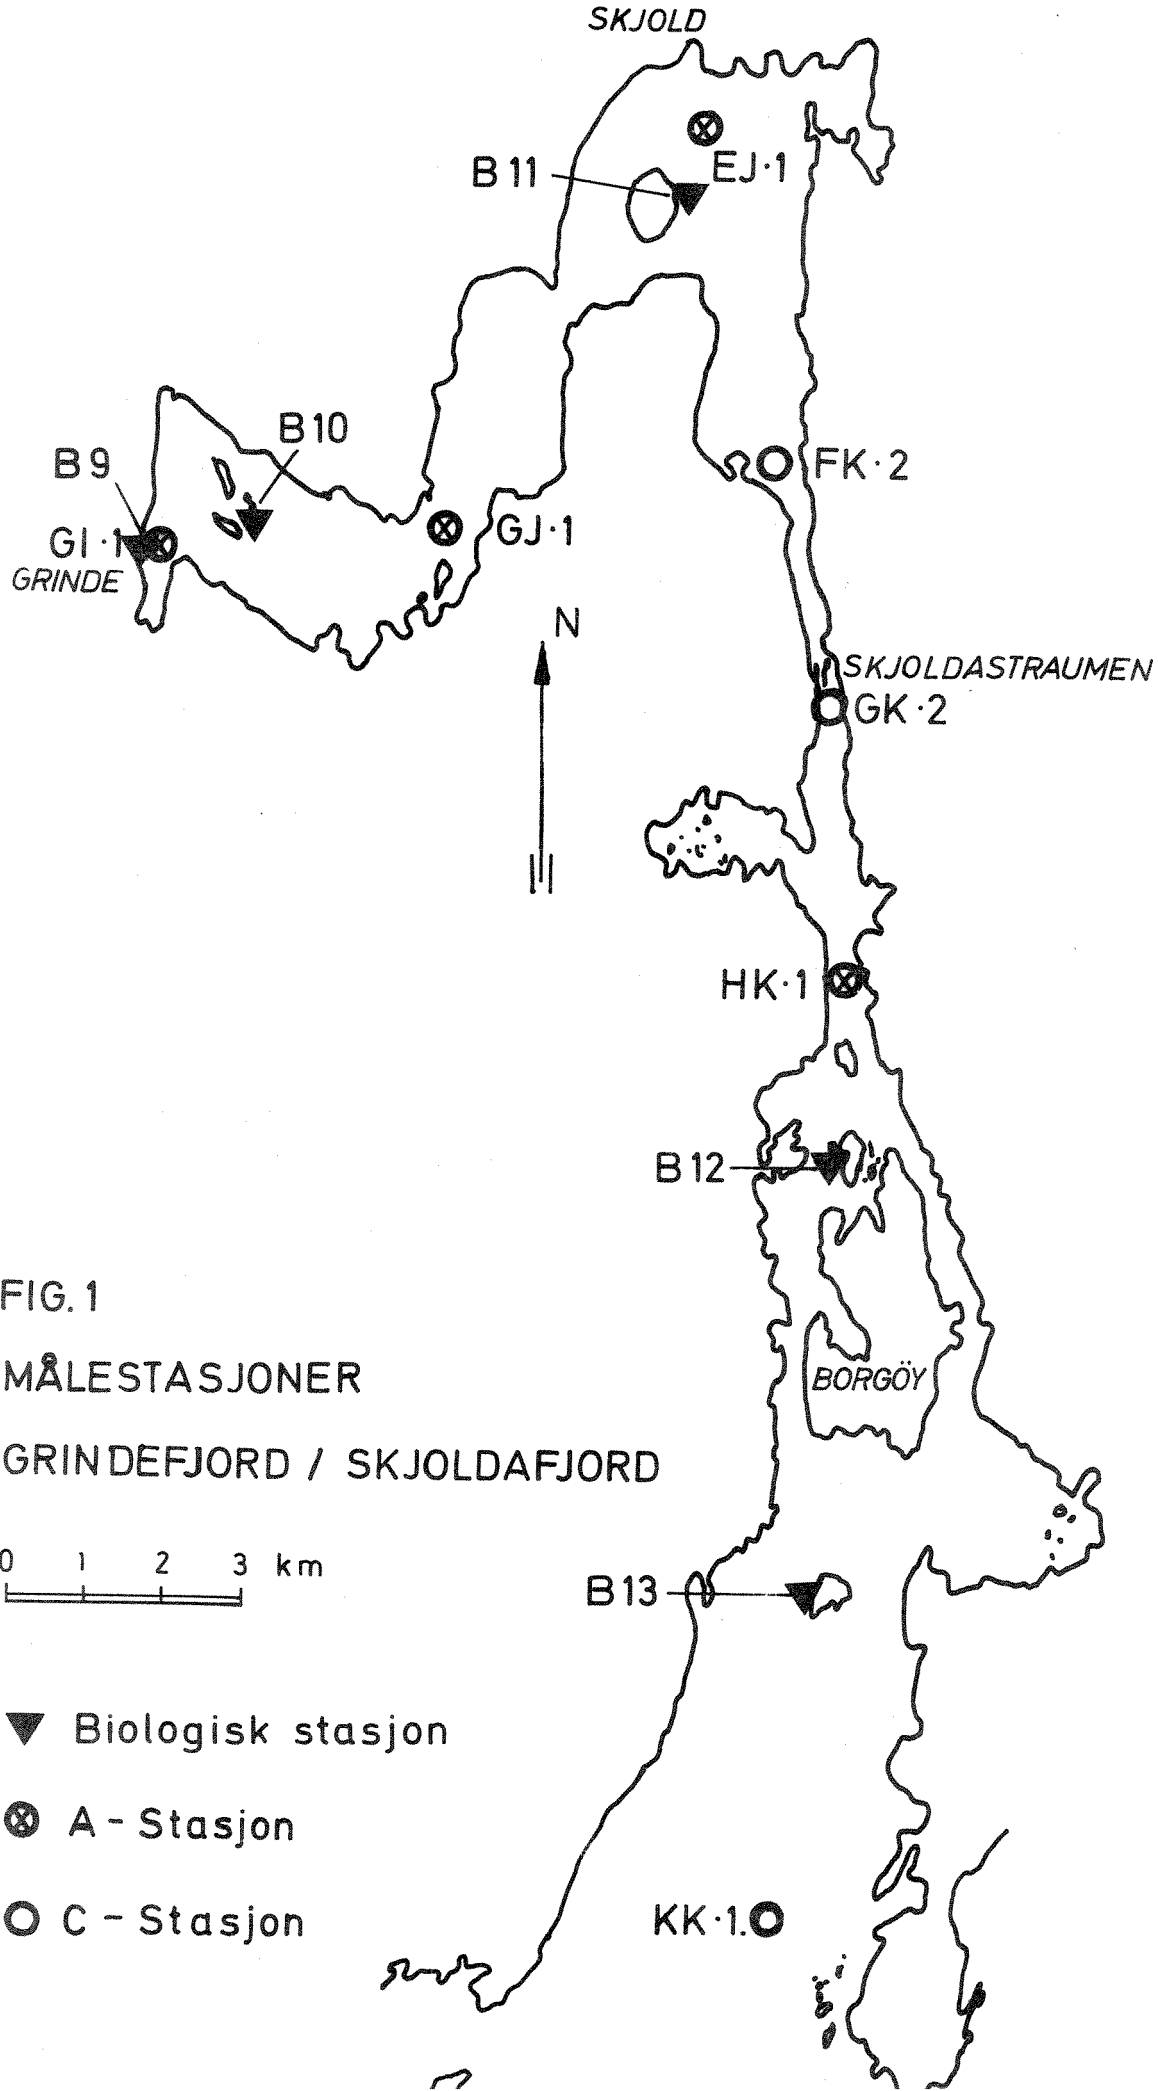 SKJOLD
EJ·1
B11
B10
B9
FK·2
GI·1
GJ·1
GRINDE
N
SKJOLDASTRAUMEN
GK·2
HK·1
B12
FIG. 1
MÅLESTASJONER
BORGÖY
GRINDEFJORD / SKJOLDAFJORD
0 1 2 3 km
B13
Biologisk stasjon
A - Stasjon
C - Stasjon
KK·1.